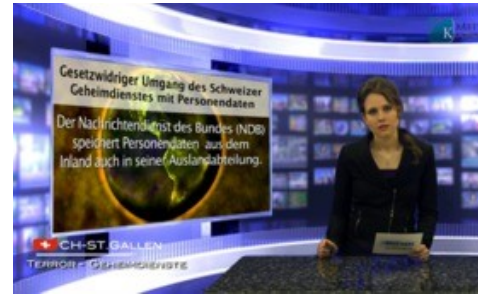 K
Gesetzwidriger Umgang des Schweizer
Geheimdienstes mit Personendaten
Der Nachrichtendienst des Bundes (NDB)
speichert Personendaten aus dem
Inland auch in seiner Auslandabteilung.
CH-ST.GALLEN
TERROR - GEHEIMDIENSTE